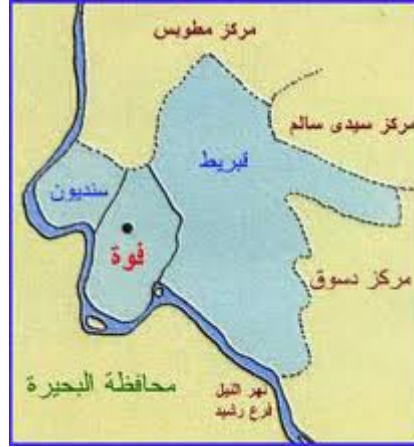 مركز مطوبس
مركز سيدى سالم
قبريط
سنديون
فوة
مركز دسوق
محافظة البحيرة
نهر النيل
فرع رشيد